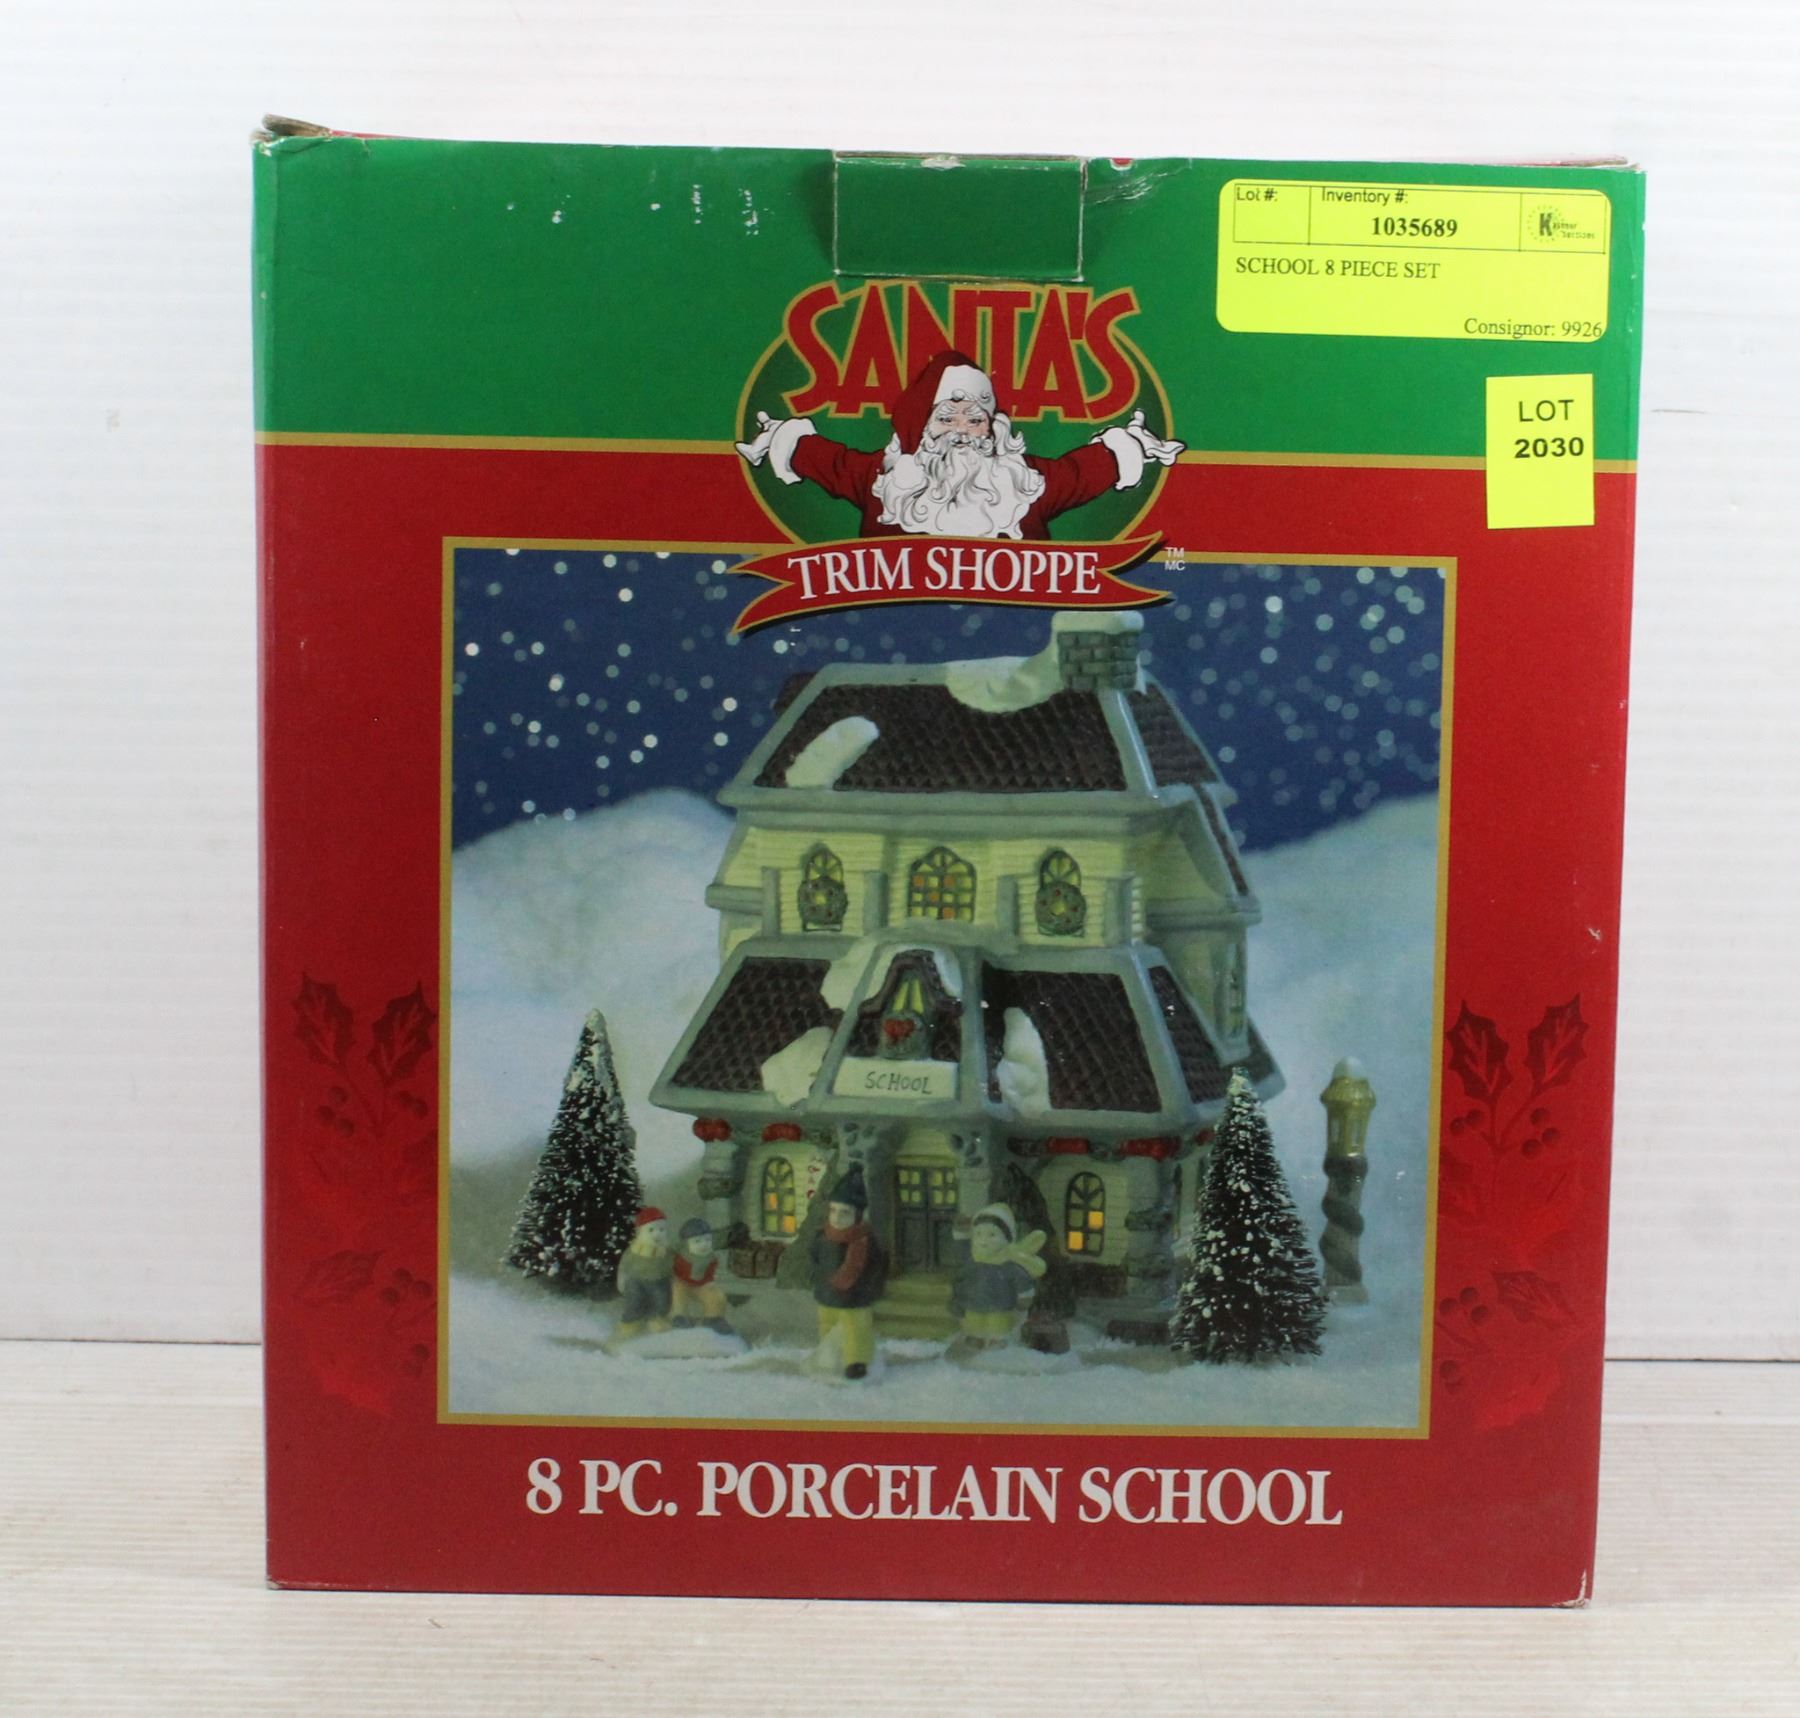 Lot #:
Inventory #:
1035689
SCHOOL 8 PIECE SET
Consignor: 9926
LOT
2030
SANTA'S
TRIM SHOPPE
TM
MC
SCHOOL
8 PC. PORCELAIN SCHOOL